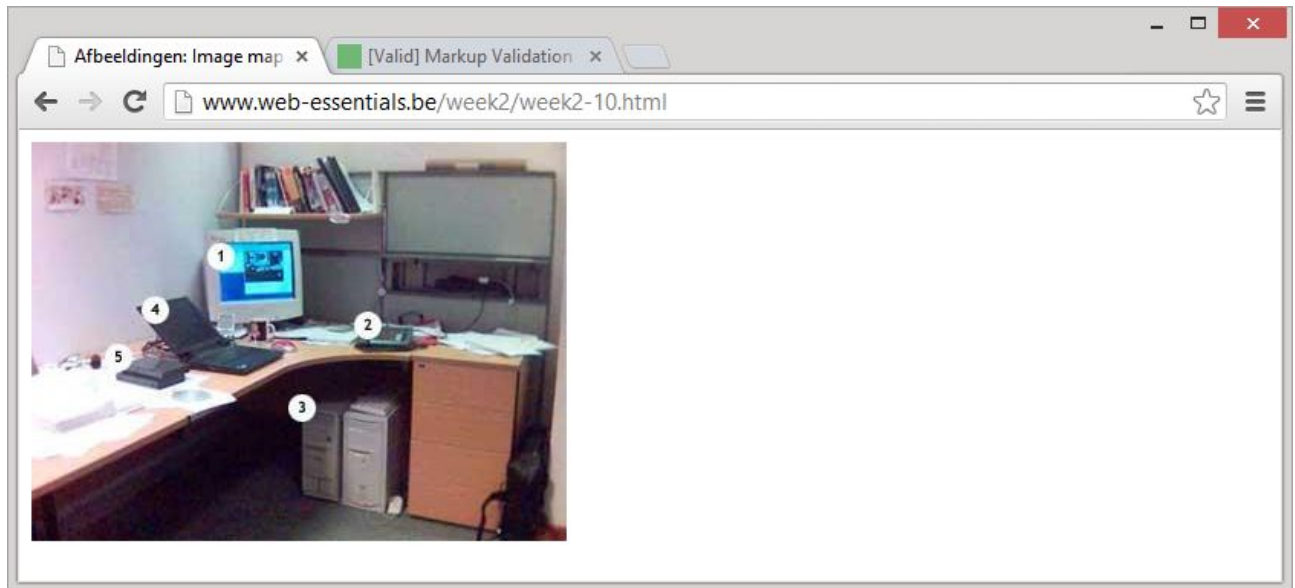 Afbeeldingen: Image map
[Valid] Markup Validation
www.web-essentials.be/week2/week2-10.html
1
4
2
5
3